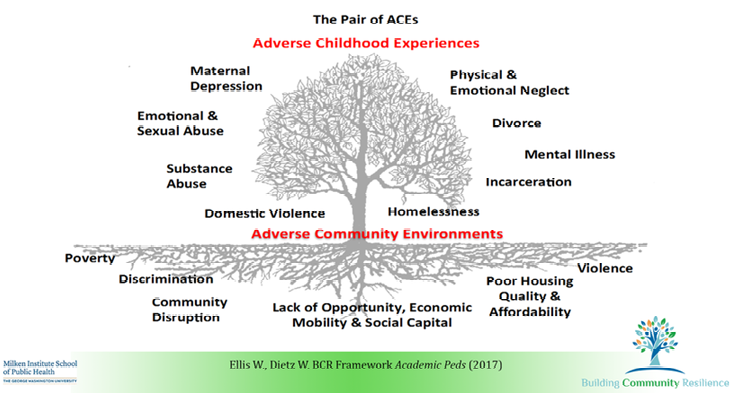 The Pair of ACEs
Adverse Childhood Experiences
Maternal
Depression
Physical &
Emotional Neglect
Emotional &
Sexual Abuse
Divorce
Mental Illness
Substance
Abuse
Incarceration
Domestic Violence
Homelessness
Adverse Community Environments
Poverty
Violence
Discrimination
Poor Housing
Quality &
Affordability
Community
Disruption
Lack of Opportunity, Economic
Mobility & Social Capital
Ellis W., Dietz W. BCR Framework Academic Peds (2017)
Milken Institute School
of Public Health
THE GEORGE WASHINGTON UNIVERSITY
Building Community Resilience